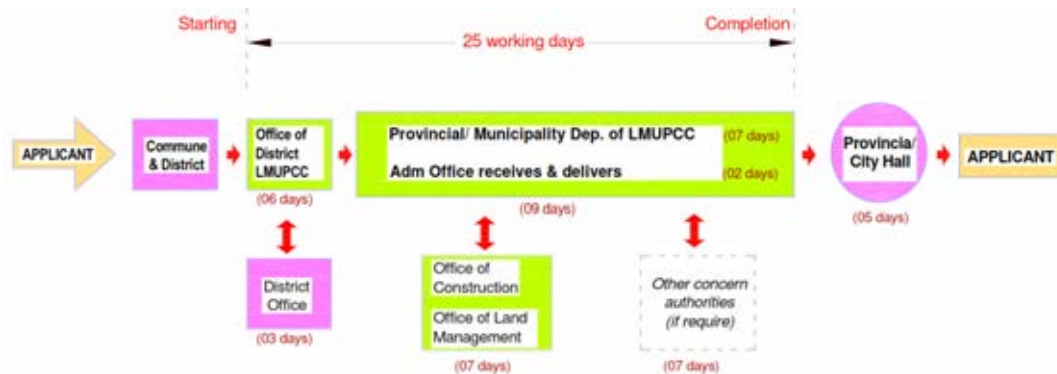 Starting
Completion
25 working days
APPLICANT
Commune
& District
Office of
District
LMUPCC
(06 days)
Provincial/ Municipality Dep. of LMUPCC (07 days)
Adm Office receives & delivers (02 days)
(09 days)
Provincia/
City Hall
(05 days)
APPLICANT
District
Office
(03 days)
Office of
Construction
Office of Land
Management
(07 days)
Other concern
authorities
(if require)
(07 days)